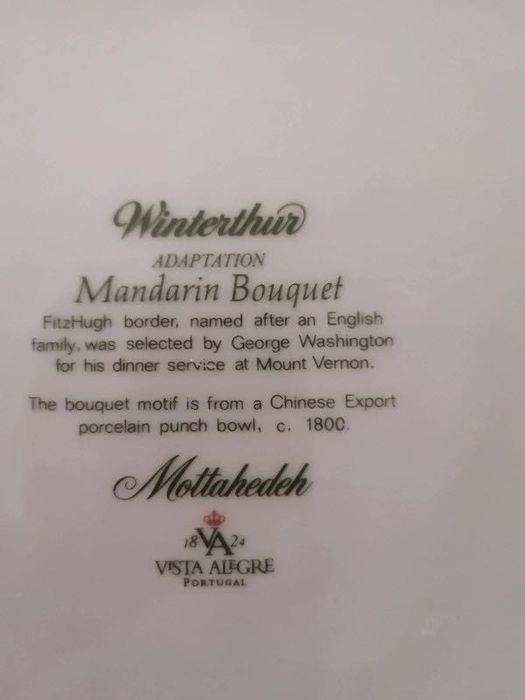 Winterthur
ADAPTATION
Mandarin Bouquet
FitzHugh border, named after an English
family, was selected by George Washington
for his dinner service at Mount Vernon.
The bouquet motif is from a Chinese Export
porcelain punch bowl, c. 1800.
Mottahedeh
18 VA 24
VISTA ALEGRE
PORTUGAL